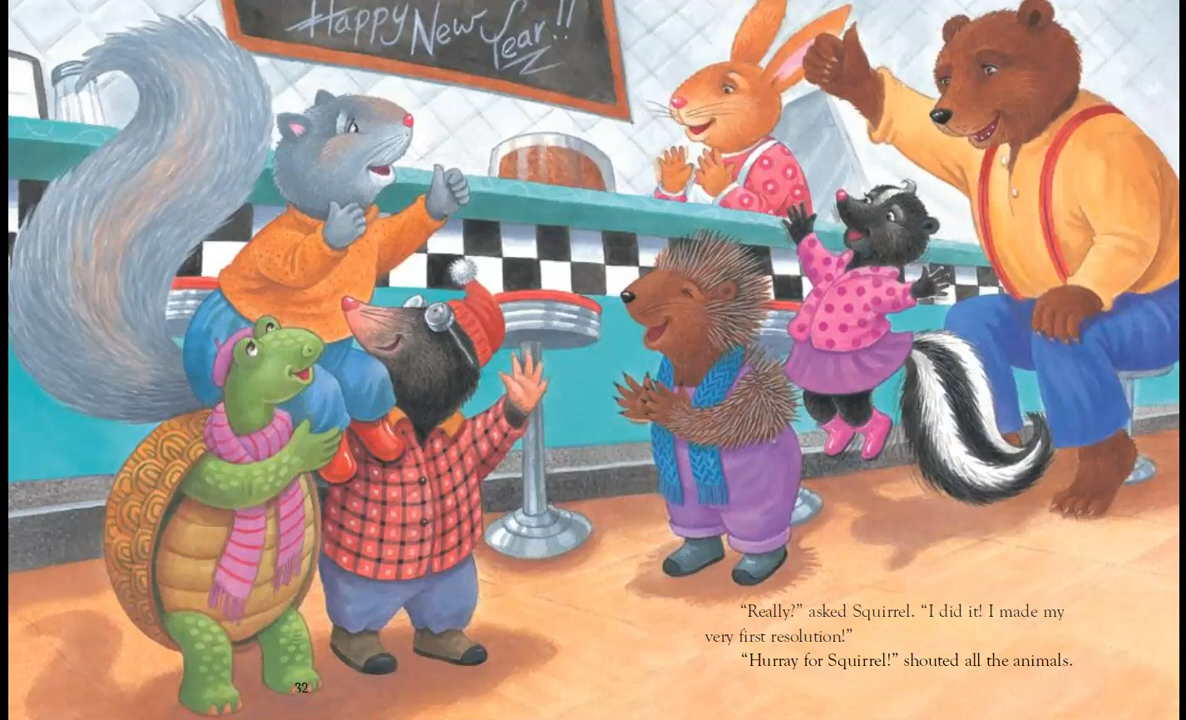 Happy New Year!!
“Really?” asked Squirrel. “I did it! I made my
very first resolution!”
“Hurray for Squirrel!” shouted all the animals.
32